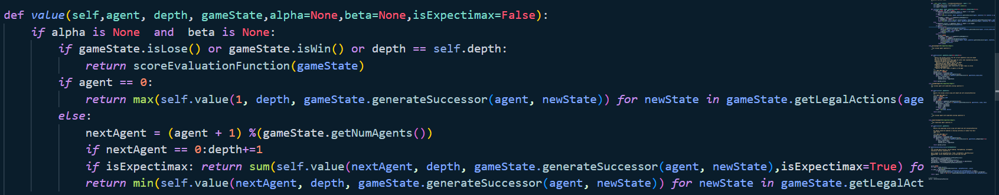 def value(self,agent, depth, gameState,alpha=None,beta=None,isExpectimax=False):
if alpha is None  and  beta is None:
if gameState.isLose() or gameState.isWin() or depth == self.depth:
return scoreEvaluationFunction(gameState)
if agent == 0:
return max(self.value(1, depth, gameState.generateSuccessor(agent, newState)) for newState in gameState.getLegalActions(age
else:
nextAgent = (agent + 1) %(gameState.getNumAgents())
if nextAgent == 0:depth+=1
if isExpectimax: return sum(self.value(nextAgent, depth, gameState.generateSuccessor(agent, newState),isExpectimax=True) fo
return min(self.value(nextAgent, depth, gameState.generateSuccessor(agent, newState)) for newState in gameState.getLegalAct